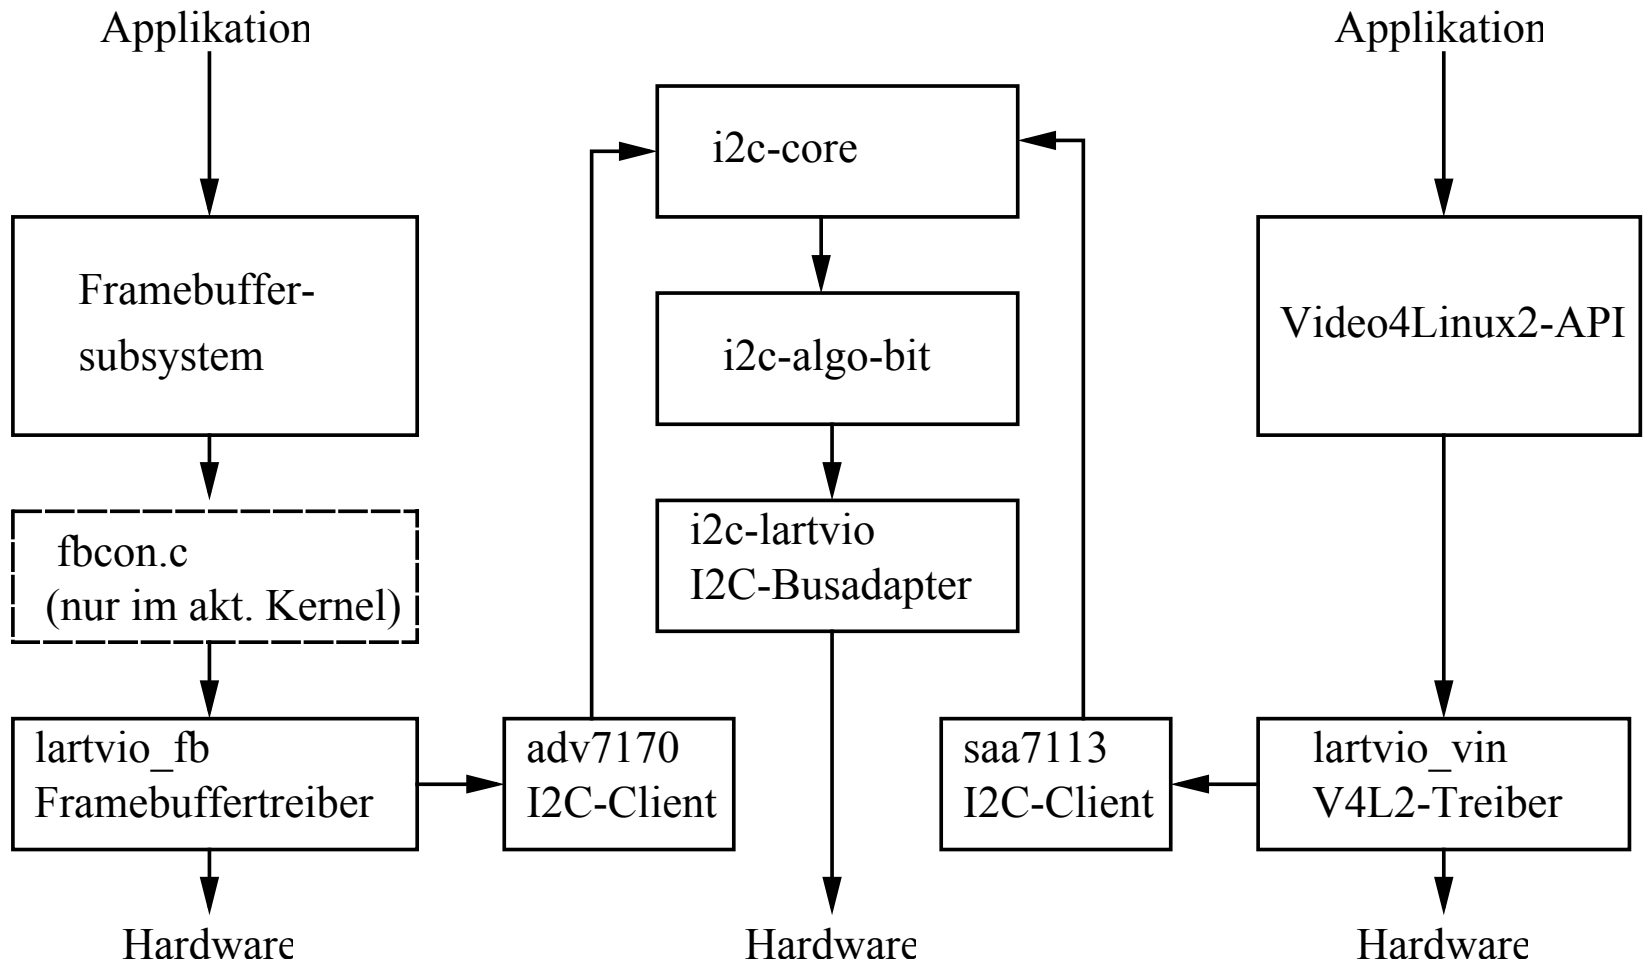 Applikation
Framebuffer-
subsystem
fbcon.c
(nur im akt. Kernel)
lartvio_fb
Framebuffertreiber
Hardware
adv7170
I2C-Client
i2c-core
i2c-algo-bit
i2c-lartvio
I2C-Busadapter
Hardware
saa7113
I2C-Client
Applikation
Video4Linux2-API
lartvio_vin
V4L2-Treiber
Hardware